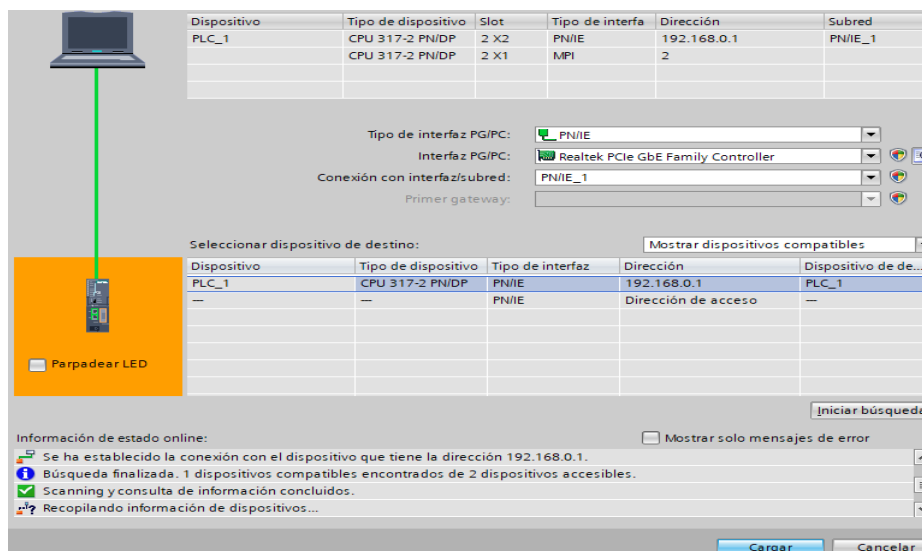 Dispositivo Tipo de dispositivo Slot Tipo de interfa Dirección Subred
PLC_1 CPU 317-2 PN/DP 2 X2 PN/IE 192.168.0.1 PN/IE_1
CPU 317-2 PN/DP 2 X1 MPI 2
Tipo de interfaz PG/PC: PN/IE
Interfaz PG/PC: Realtek PCIe GbE Family Controller
Conexión con interfaz/subred: PN/IE_1
Primer gateway:
Seleccionar dispositivo de destino: Mostrar dispositivos compatibles
Dispositivo Tipo de dispositivo Tipo de interfaz Dirección Dispositivo de de...
PLC_1 CPU 317-2 PN/DP PN/IE 192.168.0.1 PLC_1
— — PN/IE Dirección de acceso —
Parpadear LED
Iniciar búsqueda
Información de estado online: Mostrar solo mensajes de error
Se ha establecido la conexión con el dispositivo que tiene la dirección 192.168.0.1.
Búsqueda finalizada. 1 dispositivos compatibles encontrados de 2 dispositivos accesibles.
Scanning y consulta de información concluidos.
Recopilando información de dispositivos...
Cargar Cancelar